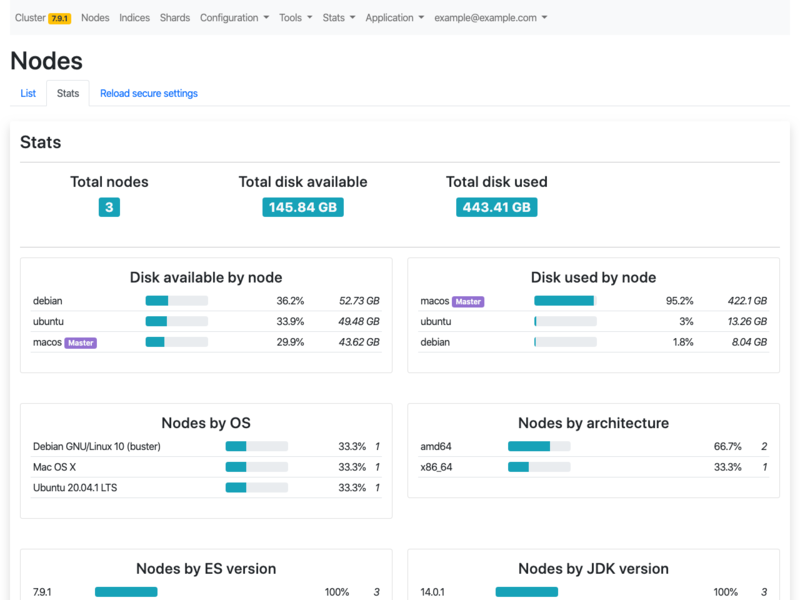 Cluster 7.9.1 Nodes Indices Shards Configuration Tools Stats Application example@example.com
Nodes
List Stats Reload secure settings
Stats
Total nodes Total disk available Total disk used
3 145.84 GB 443.41 GB
Disk available by node
debian 36.2% 52.73 GB
ubuntu 33.9% 49.48 GB
macos Master 29.9% 43.62 GB
Disk used by node
macos Master 95.2% 422.1 GB
ubuntu 3% 13.26 GB
debian 1.8% 8.04 GB
Nodes by OS
Debian GNU/Linux 10 (buster) 33.3% 1
Mac OS X 33.3% 1
Ubuntu 20.04.1 LTS 33.3% 1
Nodes by architecture
amd64 66.7% 2
x86_64 33.3% 1
Nodes by ES version
7.9.1 100% 3
Nodes by JDK version
14.0.1 100% 3